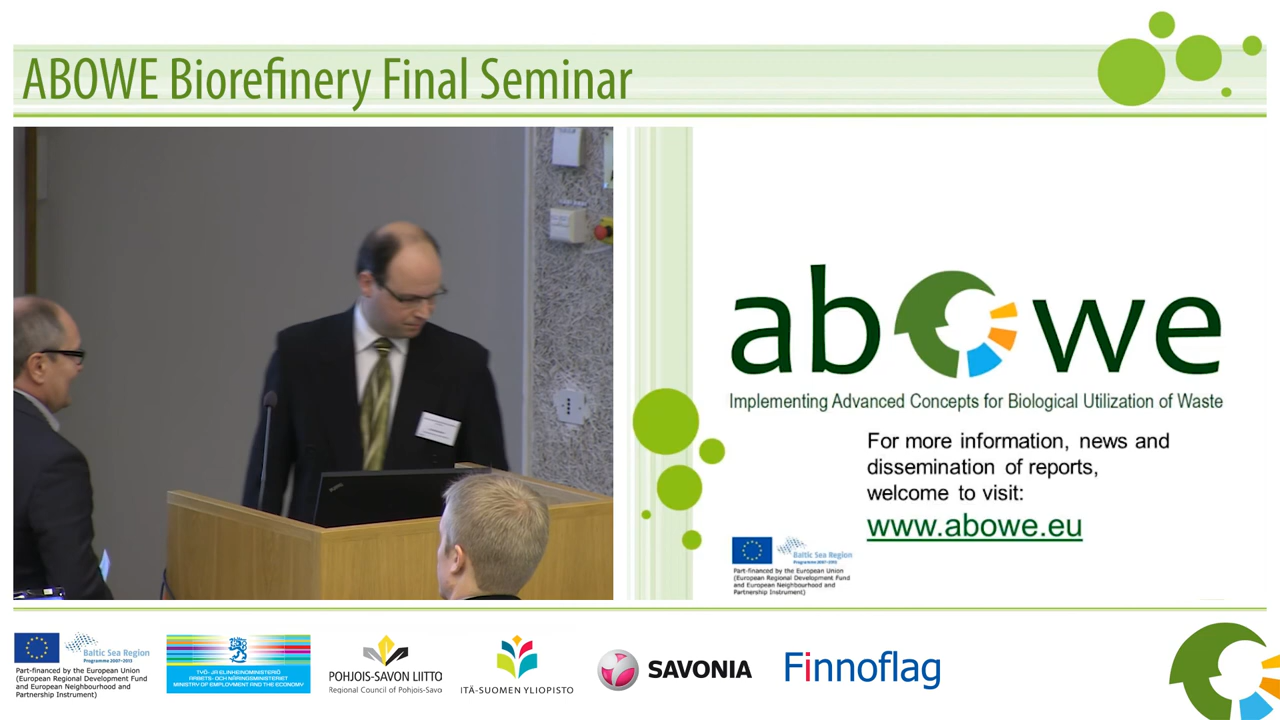 ABOWE Biorefinery Final Seminar
abowe
Implementing Advanced Concepts for Biological Utilization of Waste
For more information, news and
dissemination of reports,
welcome to visit:
www.abowe.eu
Baltic Sea Region
Programme 2007-2013
Part-financed by the European Union
(European Regional Development Fund
and European Neighbourhood and
Partnership Instrument)
Baltic Sea Region
Programme 2007-2013
Part-financed by the European Union
(European Regional Development Fund
and European Neighbourhood and
Partnership Instrument)
TYÖ- JA ELINKEINOMINISTERIÖ
ARBETS- OCH NÄRINGSMINISTERIET
MINISTRY OF EMPLOYMENT AND THE ECONOMY
POHJOIS-SAVON LIITTO
Regional Council of Pohjois-Savo
ITÄ-SUOMEN YLIOPISTO
SAVONIA
Finnoflag